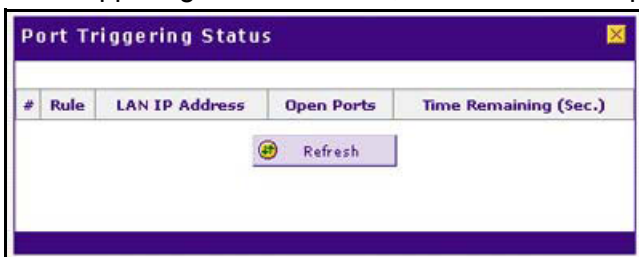 Port Triggering Status
# Rule LAN IP Address Open Ports Time Remaining (Sec.)
Refresh